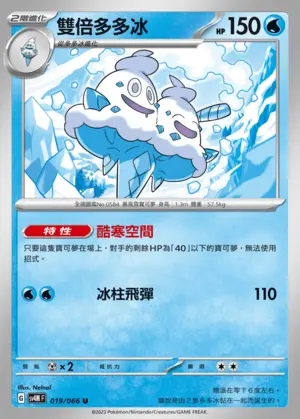 2階進化
雙倍多多冰
HP 150
從多多冰進化
全國圖鑑No.0584 暴風雪寶可夢 身高:1.3m 體重:57.5kg
特性 酷寒空間
只要這隻寶可夢在場上,對手的剩餘HP為「40」以下的寶可夢,無法使用
招式。
冰柱飛彈 110
弱點 ×2 抵抗力 撤退
Illus. Nelnal
G SV4M F 019/066 U
©2023 Pokémon/Nintendo/Creatures/GAME FREAK.